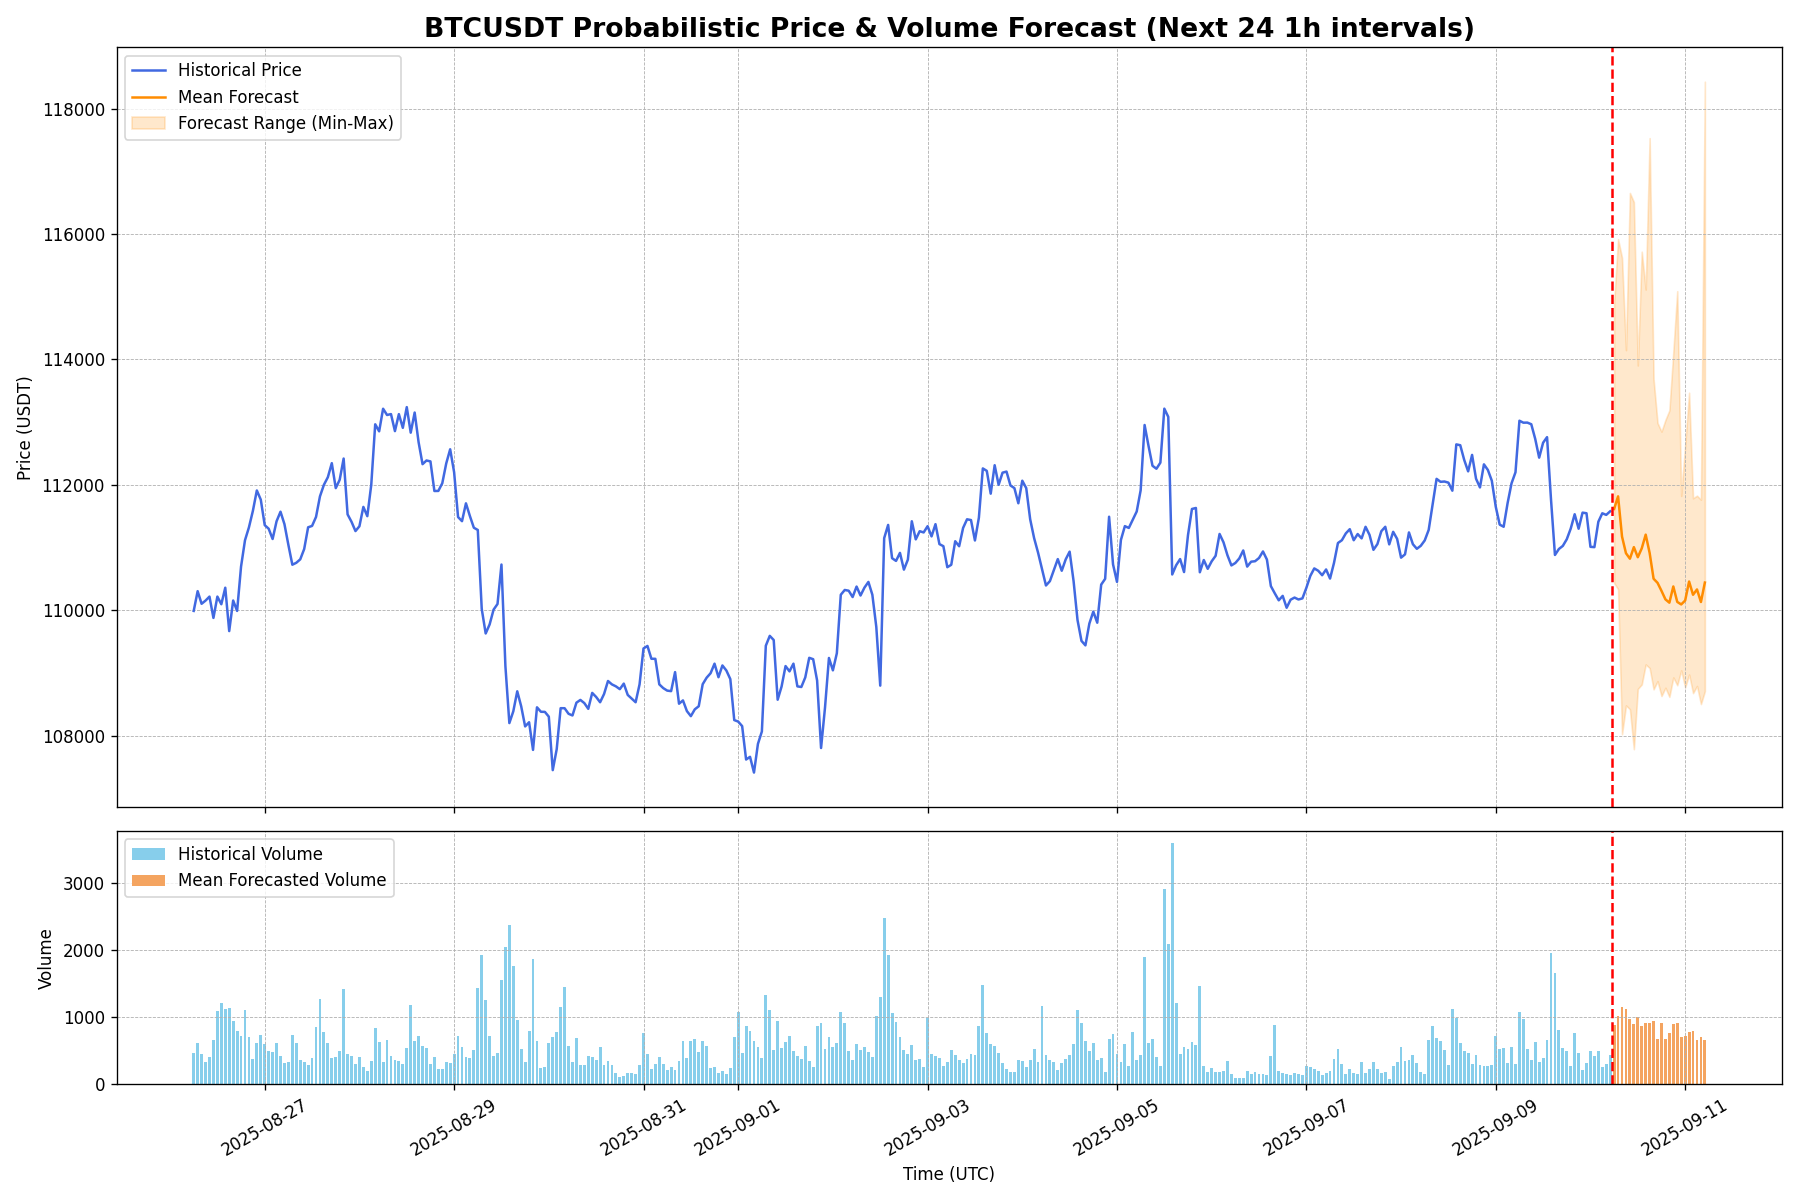 BTCUSDT Probabilistic Price & Volume Forecast (Next 24 1h intervals)
Historical Price
Mean Forecast
Forecast Range (Min-Max)
118000
116000
114000
112000
110000
108000
Price (USDT)
Historical Volume
Mean Forecasted Volume
3000
2000
1000
0
Volume
2025-08-27
2025-08-29
2025-08-31
2025-09-01
2025-09-03
2025-09-05
2025-09-07
2025-09-09
2025-09-11
Time (UTC)